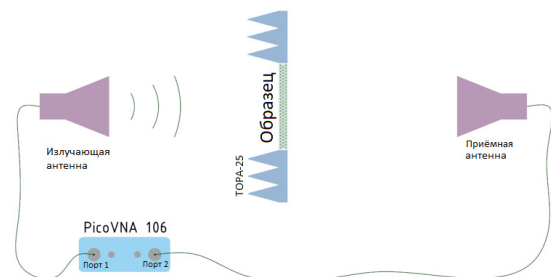 Образец
Излучающая
антенна
Приёмная
антенна
ТОРА-25
PicoVNA 106
Порт 1
Порт 2